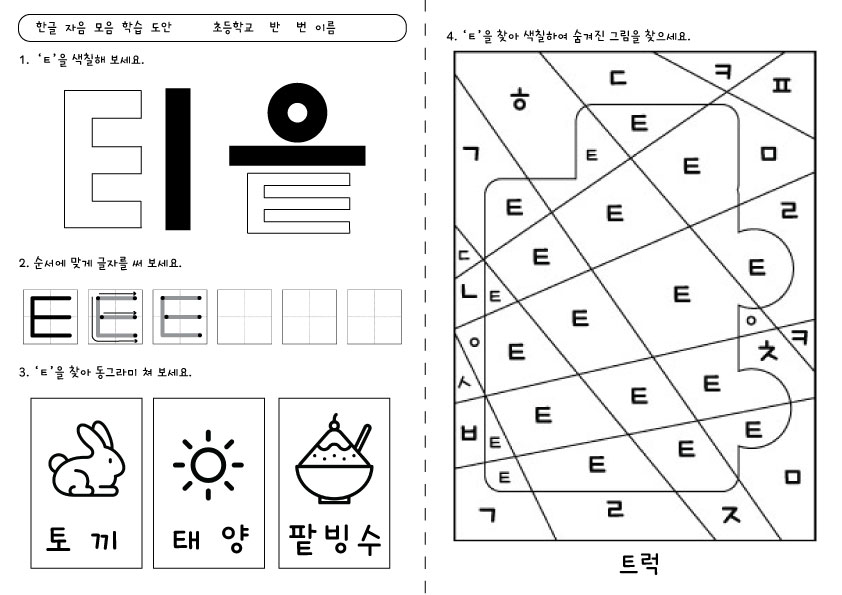 한글 자음 모음 학습 도안 초등학교 반 번 이름
1. 'ㅌ'을 색칠해 보세요.
티 읕
2. 순서에 맞게 글자를 써 보세요.
ㅌ ㅌ ㅌ
3. 'ㅌ'을 찾아 동그라미 쳐 보세요.
토끼 태양 팥빙수
4. 'ㅌ'을 찾아 색칠하여 숨겨진 그림을 찾으세요.
ㄷ ㅋ ㅍ
ㅎ ㅌ
ㄱ ㅌ ㅌ ㅁ
ㅌ ㅌ ㄹ
ㄷ ㅌ ㅌ
ㄴ ㅌ ㅌ
ㅌ ㅇ
ㅇ ㅌ ㅊ ㅋ
ㅅ ㅌ ㅌ
ㅂ ㅌ ㅌ ㅌ
ㅌ ㅌ ㅌ ㅁ
ㄱ ㄹ ㅈ
트럭